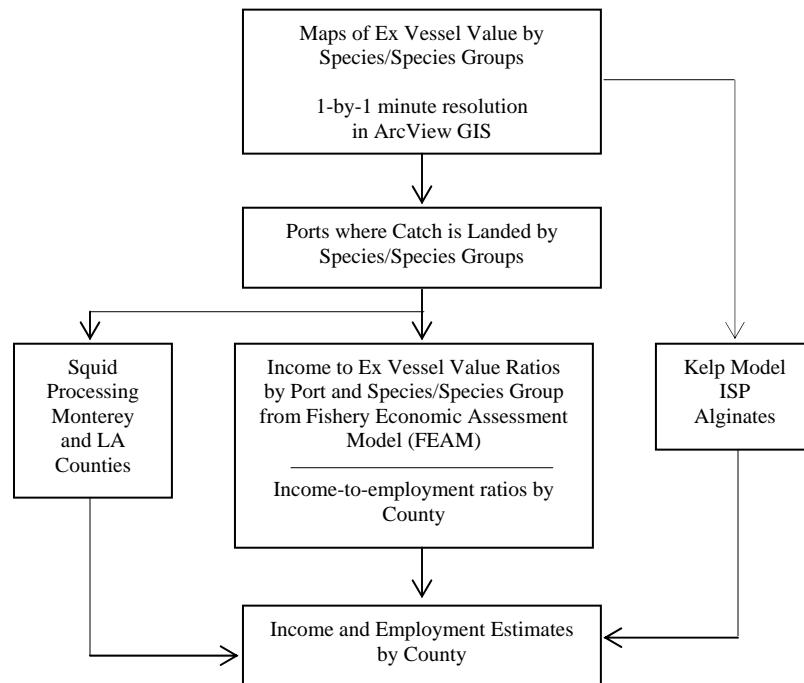 Maps of Ex Vessel Value by
Species/Species Groups
1-by-1 minute resolution
in ArcView GIS
Ports where Catch is Landed by
Species/Species Groups
Squid
Processing
Monterey
and LA
Counties
Income to Ex Vessel Value Ratios
by Port and Species/Species Group
from Fishery Economic Assessment
Model (FEAM)
Income-to-employment ratios by
County
Kelp Model
ISP
Alginates
Income and Employment Estimates
by County